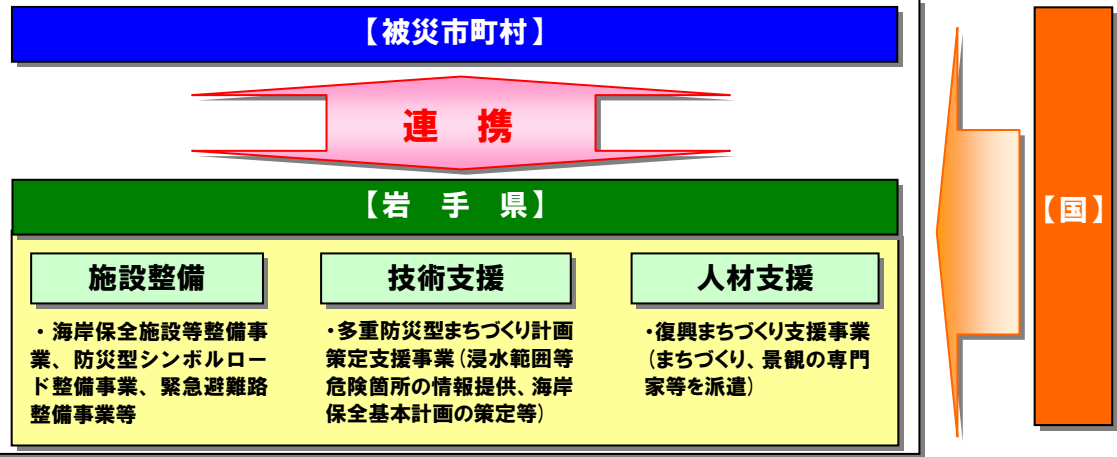 【被災市町村】
連 携
【岩 手 県】
【国】
施設整備
・海岸保全施設等整備事
業、防災型シンボルロー
ド整備事業、緊急避難路
整備事業等
技術支援
・多重防災型まちづくり計画
策定支援事業(浸水範囲等
危険箇所の情報提供、海岸
保全基本計画の策定等)
人材支援
・復興まちづくり支援事業
(まちづくり、景観の専門
家等を派遣)